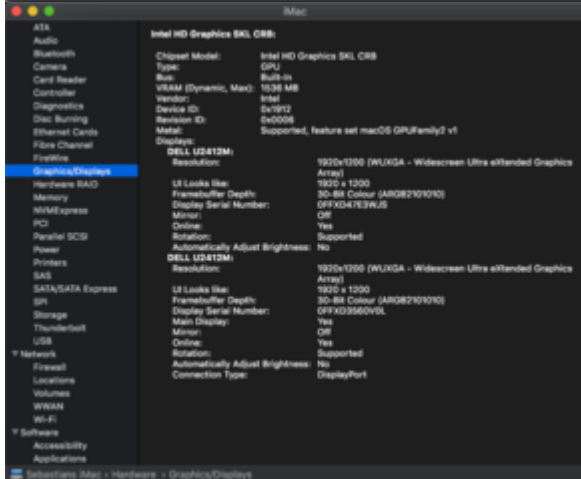 iMac
ATA
Audio
Bluetooth
Camera
Card Reader
Controller
Diagnostics
Disc Burning
Ethernet Cards
Fibre Channel
FireWire
Graphics/Displays
Hardware RAID
Memory
NVMExpress
PCI
Parallel SCSI
Power
Printers
SAS
SATA/SATA Express
SPI
Storage
Thunderbolt
USB
Network
Firewall
Locations
Volumes
WWAN
Wi-Fi
Software
Accessibility
Applications
Intel HD Graphics SKL CRB:
Chipset Model: Intel HD Graphics SKL CRB
Type: GPU
Bus: Built-In
VRAM (Dynamic, Max): 1536 MB
Vendor: Intel
Device ID: 0x1912
Revision ID: 0x0006
Metal: Supported, feature set macOS GPUFamily2 v1
Displays:
DELL U2412M:
Resolution: 1920x1200 (WUXGA - Widescreen Ultra eXtended Graphics
Array)
UI Looks like: 1920 x 1200
Framebuffer Depth: 30-Bit Colour (ARGB2101010)
Display Serial Number:
Mirror: Off
Online: Yes
Rotation: Supported
Automatically Adjust Brightness: No
DELL U2412M:
Resolution: 1920x1200 (WUXGA - Widescreen Ultra eXtended Graphics
Array)
UI Looks like: 1920 x 1200
Framebuffer Depth: 30-Bit Colour (ARGB2101010)
Display Serial Number:
Main Display: Yes
Mirror: Off
Online: Yes
Rotation: Supported
Automatically Adjust Brightness: No
Connection Type: DisplayPort
Sebastians iMac › Hardware › Graphics/Displays